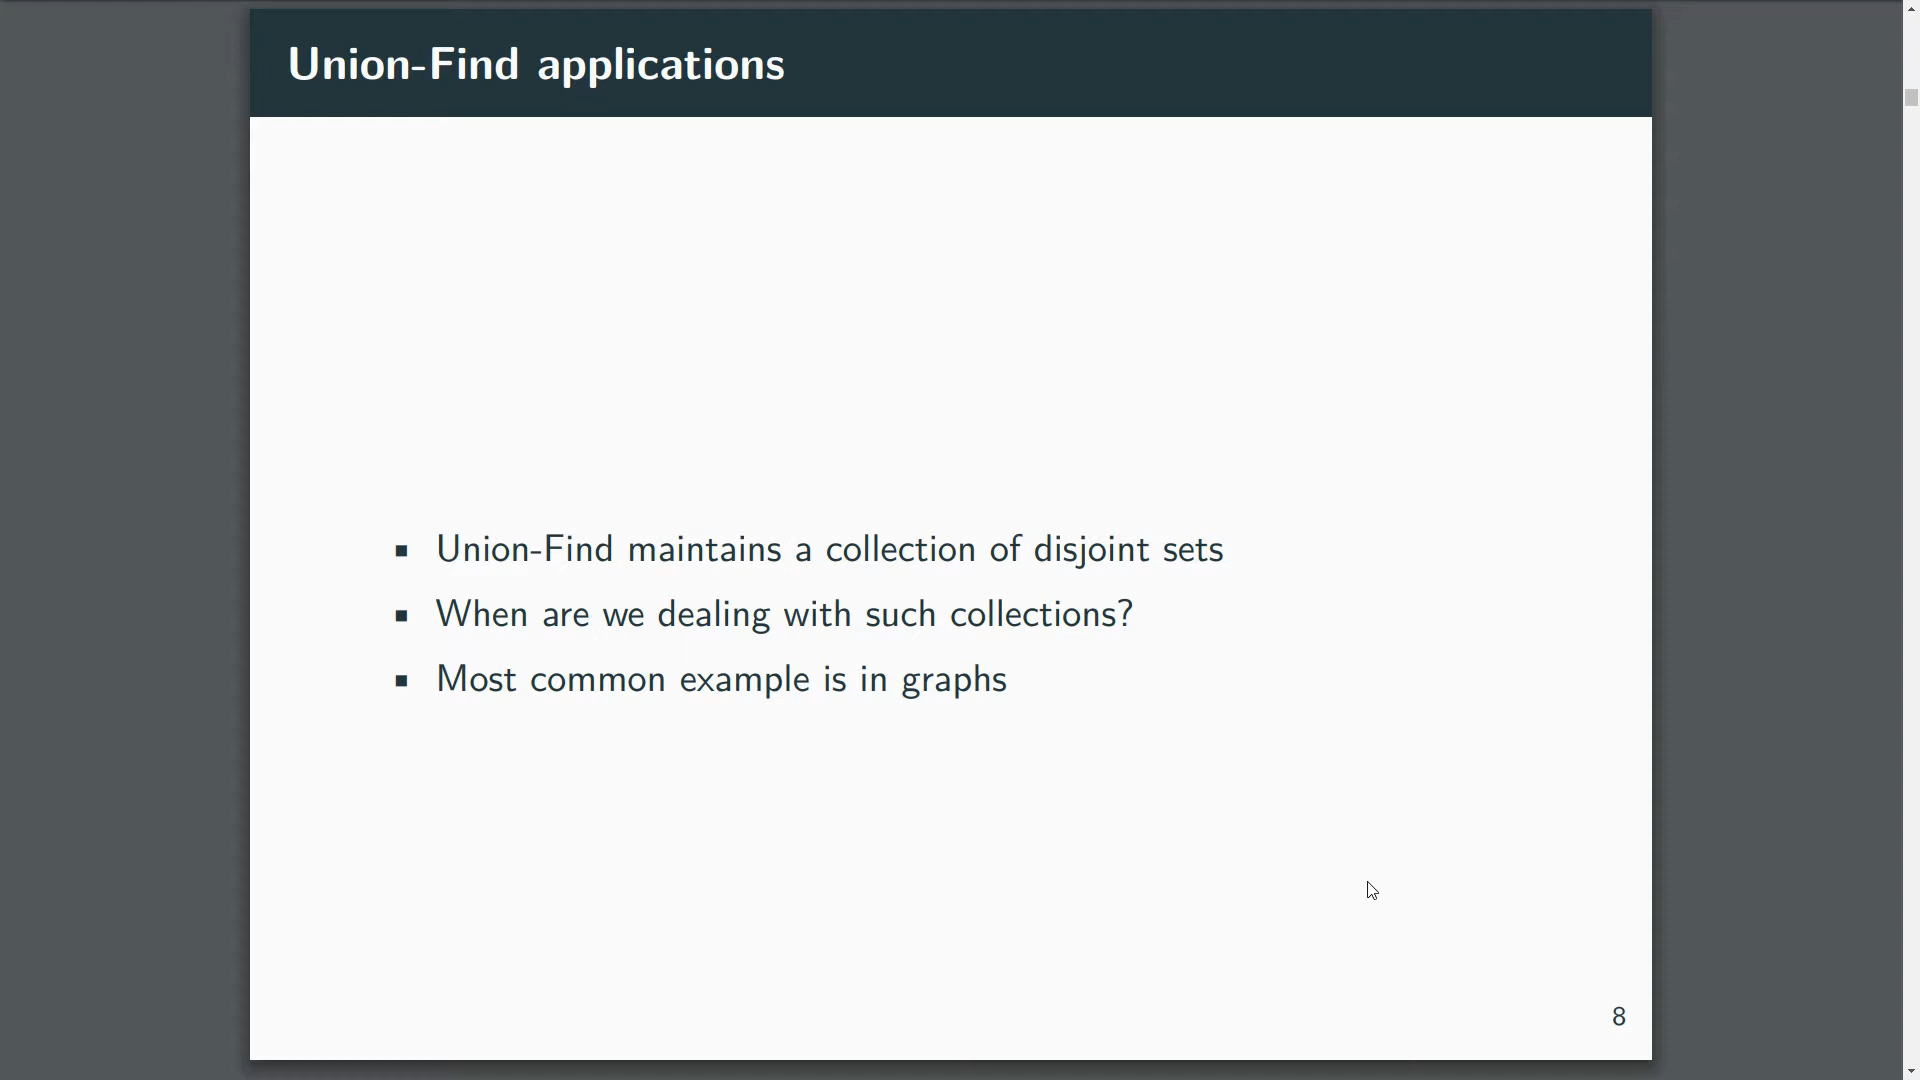 Union-Find applications
▪ Union-Find maintains a collection of disjoint sets
▪ When are we dealing with such collections?
▪ Most common example is in graphs
8